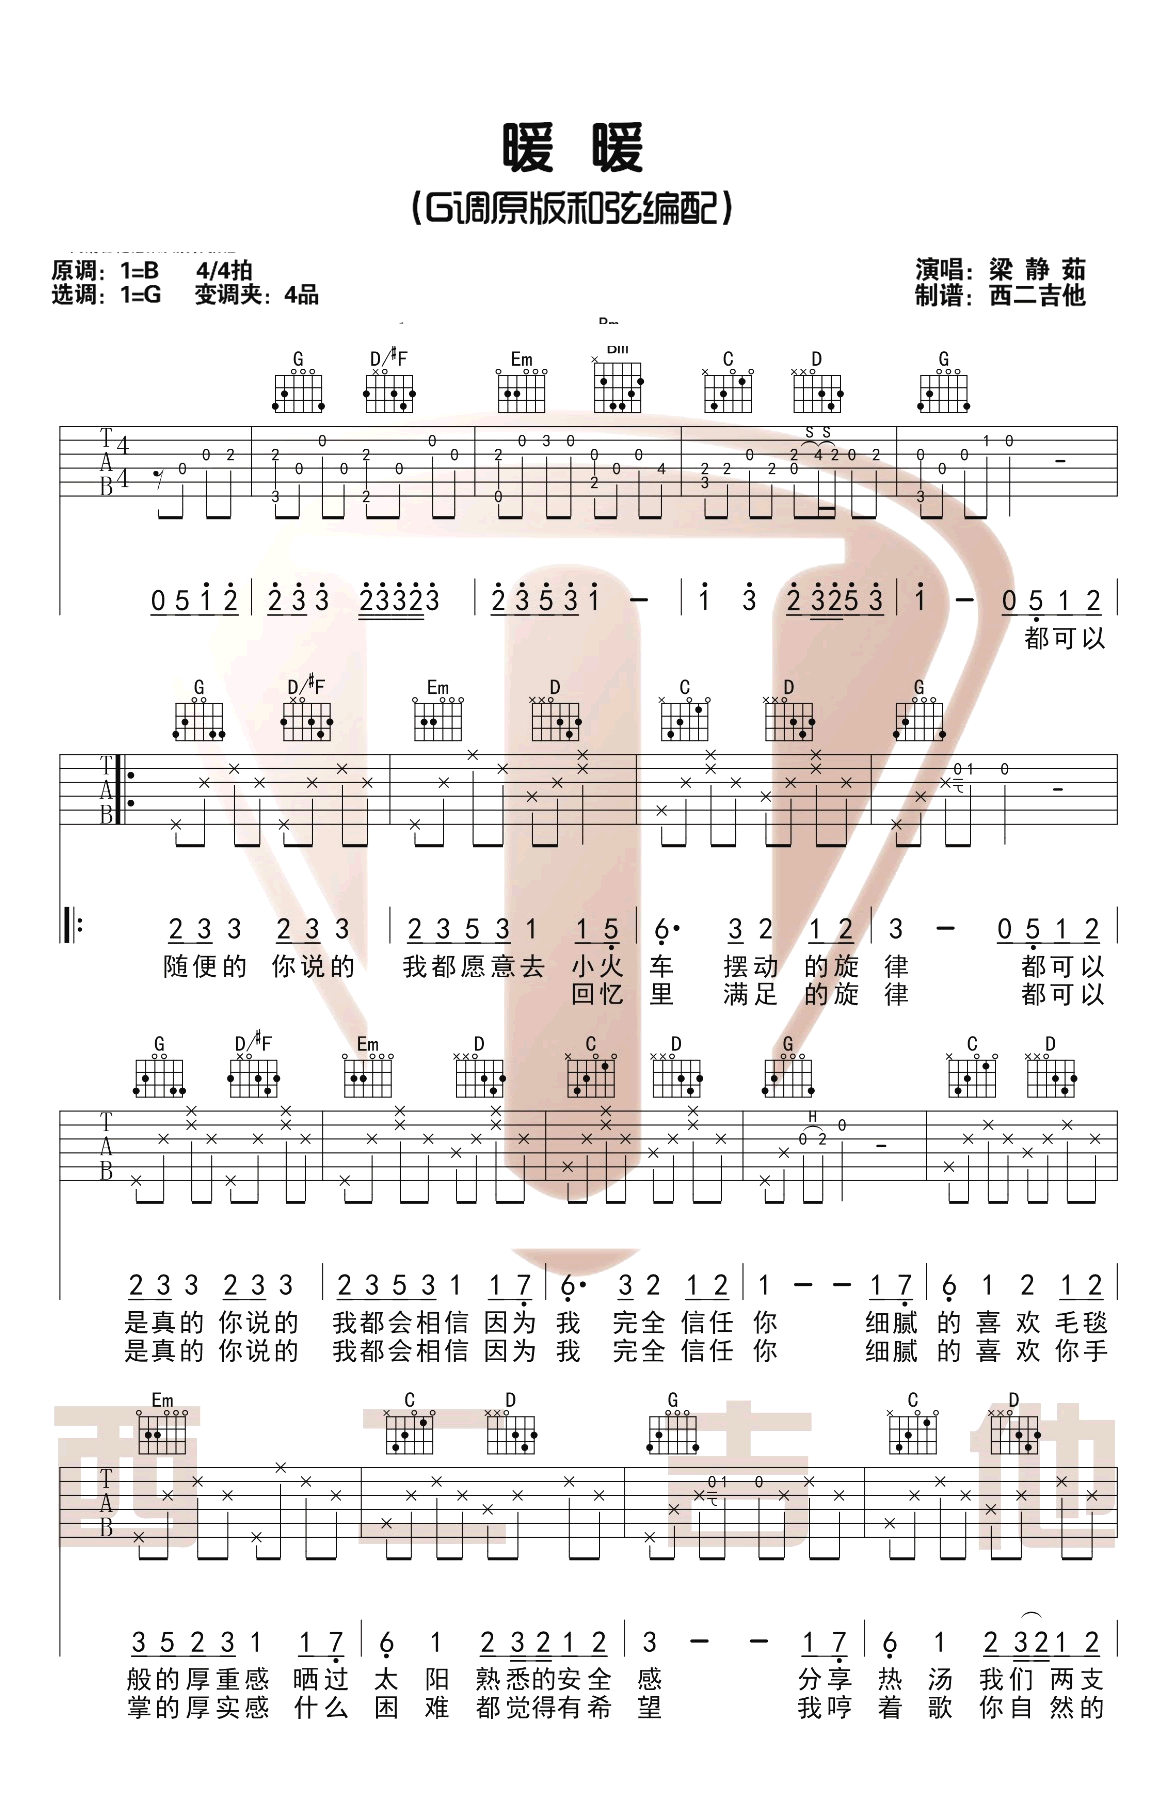 暖 暖
(G调原版和弦编配)
原调：1=B 4/4拍
选调：1=G 变调夹：4品
演唱：梁 静 茹
制谱：西二吉他
G D/#F Em Bm C D G
0 5 1 2 2 3 3 2 3 3 2 3 2 3 5 3 1 – 1 3 2 3 2 5 3 1 – 0 5 1 2
都可以
G D/#F Em D C D G
2 3 3 2 3 3 2 3 5 3 1 1 5 6· 3 2 1 2 3 – 0 5 1 2
随便的 你说的 我都愿意去 小火 车 摆动 的旋 律 都可以
回忆 里 满足 的旋 律 都可以
G D/#F Em D C D G C D
H
2 3 3 2 3 3 2 3 5 3 1 1 7 6· 3 2 1 2 1 – – 1 7 6 1 2 1 2
是真的 你说的 我都会相信 因为 我 完全 信任 你 细腻 的 喜 欢 毛毯
是真的 你说的 我都会相信 因为 我 完全 信任 你 细腻 的 喜 欢 你手
Em C D G C D
3 5 2 3 1 1 7 6 1 2 3 2 1 2 3 – – 1 7 6 1 2 3 2 1 2
般的厚重感 晒过 太 阳 熟悉的安全 感 分享 热 汤 我们 两支
掌的厚实感 什么 困 难 都觉得有希 望 我哼 着 歌 你自然的
西二吉他